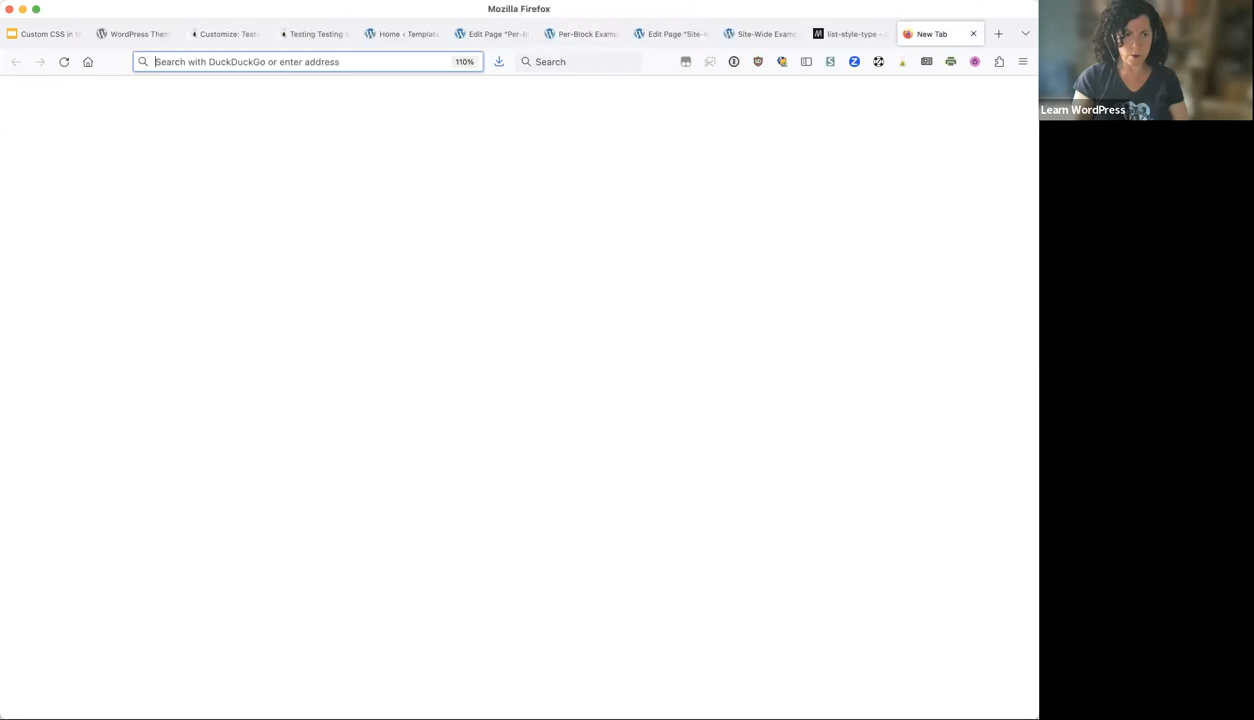 Mozilla Firefox
Custom CSS in t
WordPress Them
Customize: Teste
Testing Testing
Home ‹ Templat
Edit Page "Per-B
Per-Block Examp
Edit Page "Site-W
Site-Wide Examp
list-style-type –
New Tab
Search with DuckDuckGo or enter address
110%
Search
Learn WordPress